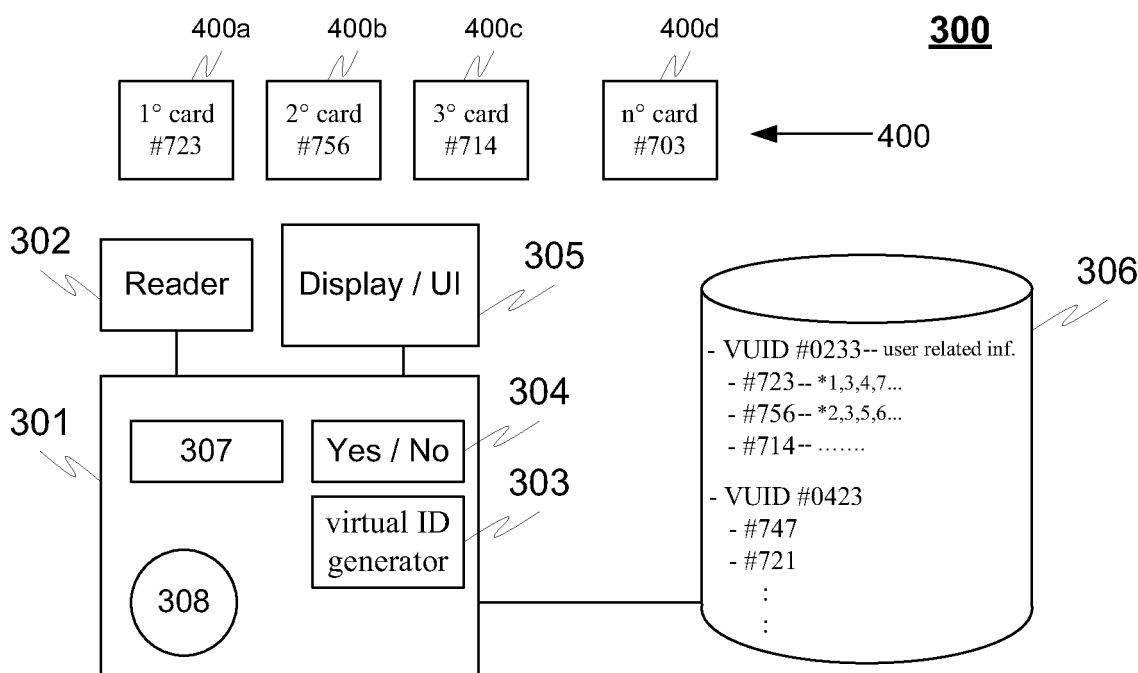 400a
400b
400c
400d
300
1° card
#723
2° card
#756
3° card
#714
n° card
#703
400
302
Reader
Display / UI
305
306
301
307
Yes / No
304
303
virtual ID
generator
308
- VUID #0233-- user related inf.
- #723-- *1,3,4,7...
- #756-- *2,3,5,6...
- #714-- .......
- VUID #0423
- #747
- #721
:
: